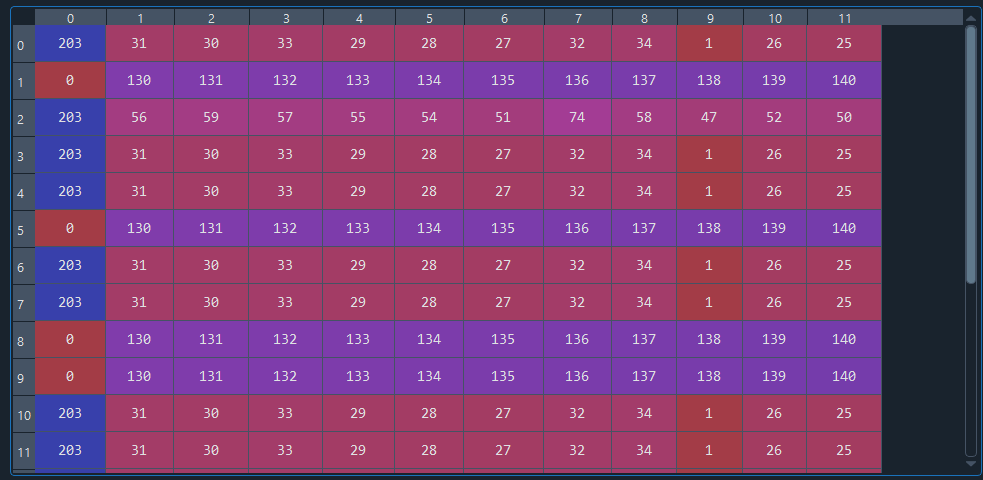 0 1 2 3 4 5 6 7 8 9 10 11
0 203 31 30 33 29 28 27 32 34 1 26 25
1 0 130 131 132 133 134 135 136 137 138 139 140
2 203 56 59 57 55 54 51 74 58 47 52 50
3 203 31 30 33 29 28 27 32 34 1 26 25
4 203 31 30 33 29 28 27 32 34 1 26 25
5 0 130 131 132 133 134 135 136 137 138 139 140
6 203 31 30 33 29 28 27 32 34 1 26 25
7 203 31 30 33 29 28 27 32 34 1 26 25
8 0 130 131 132 133 134 135 136 137 138 139 140
9 0 130 131 132 133 134 135 136 137 138 139 140
10 203 31 30 33 29 28 27 32 34 1 26 25
11 203 31 30 33 29 28 27 32 34 1 26 25